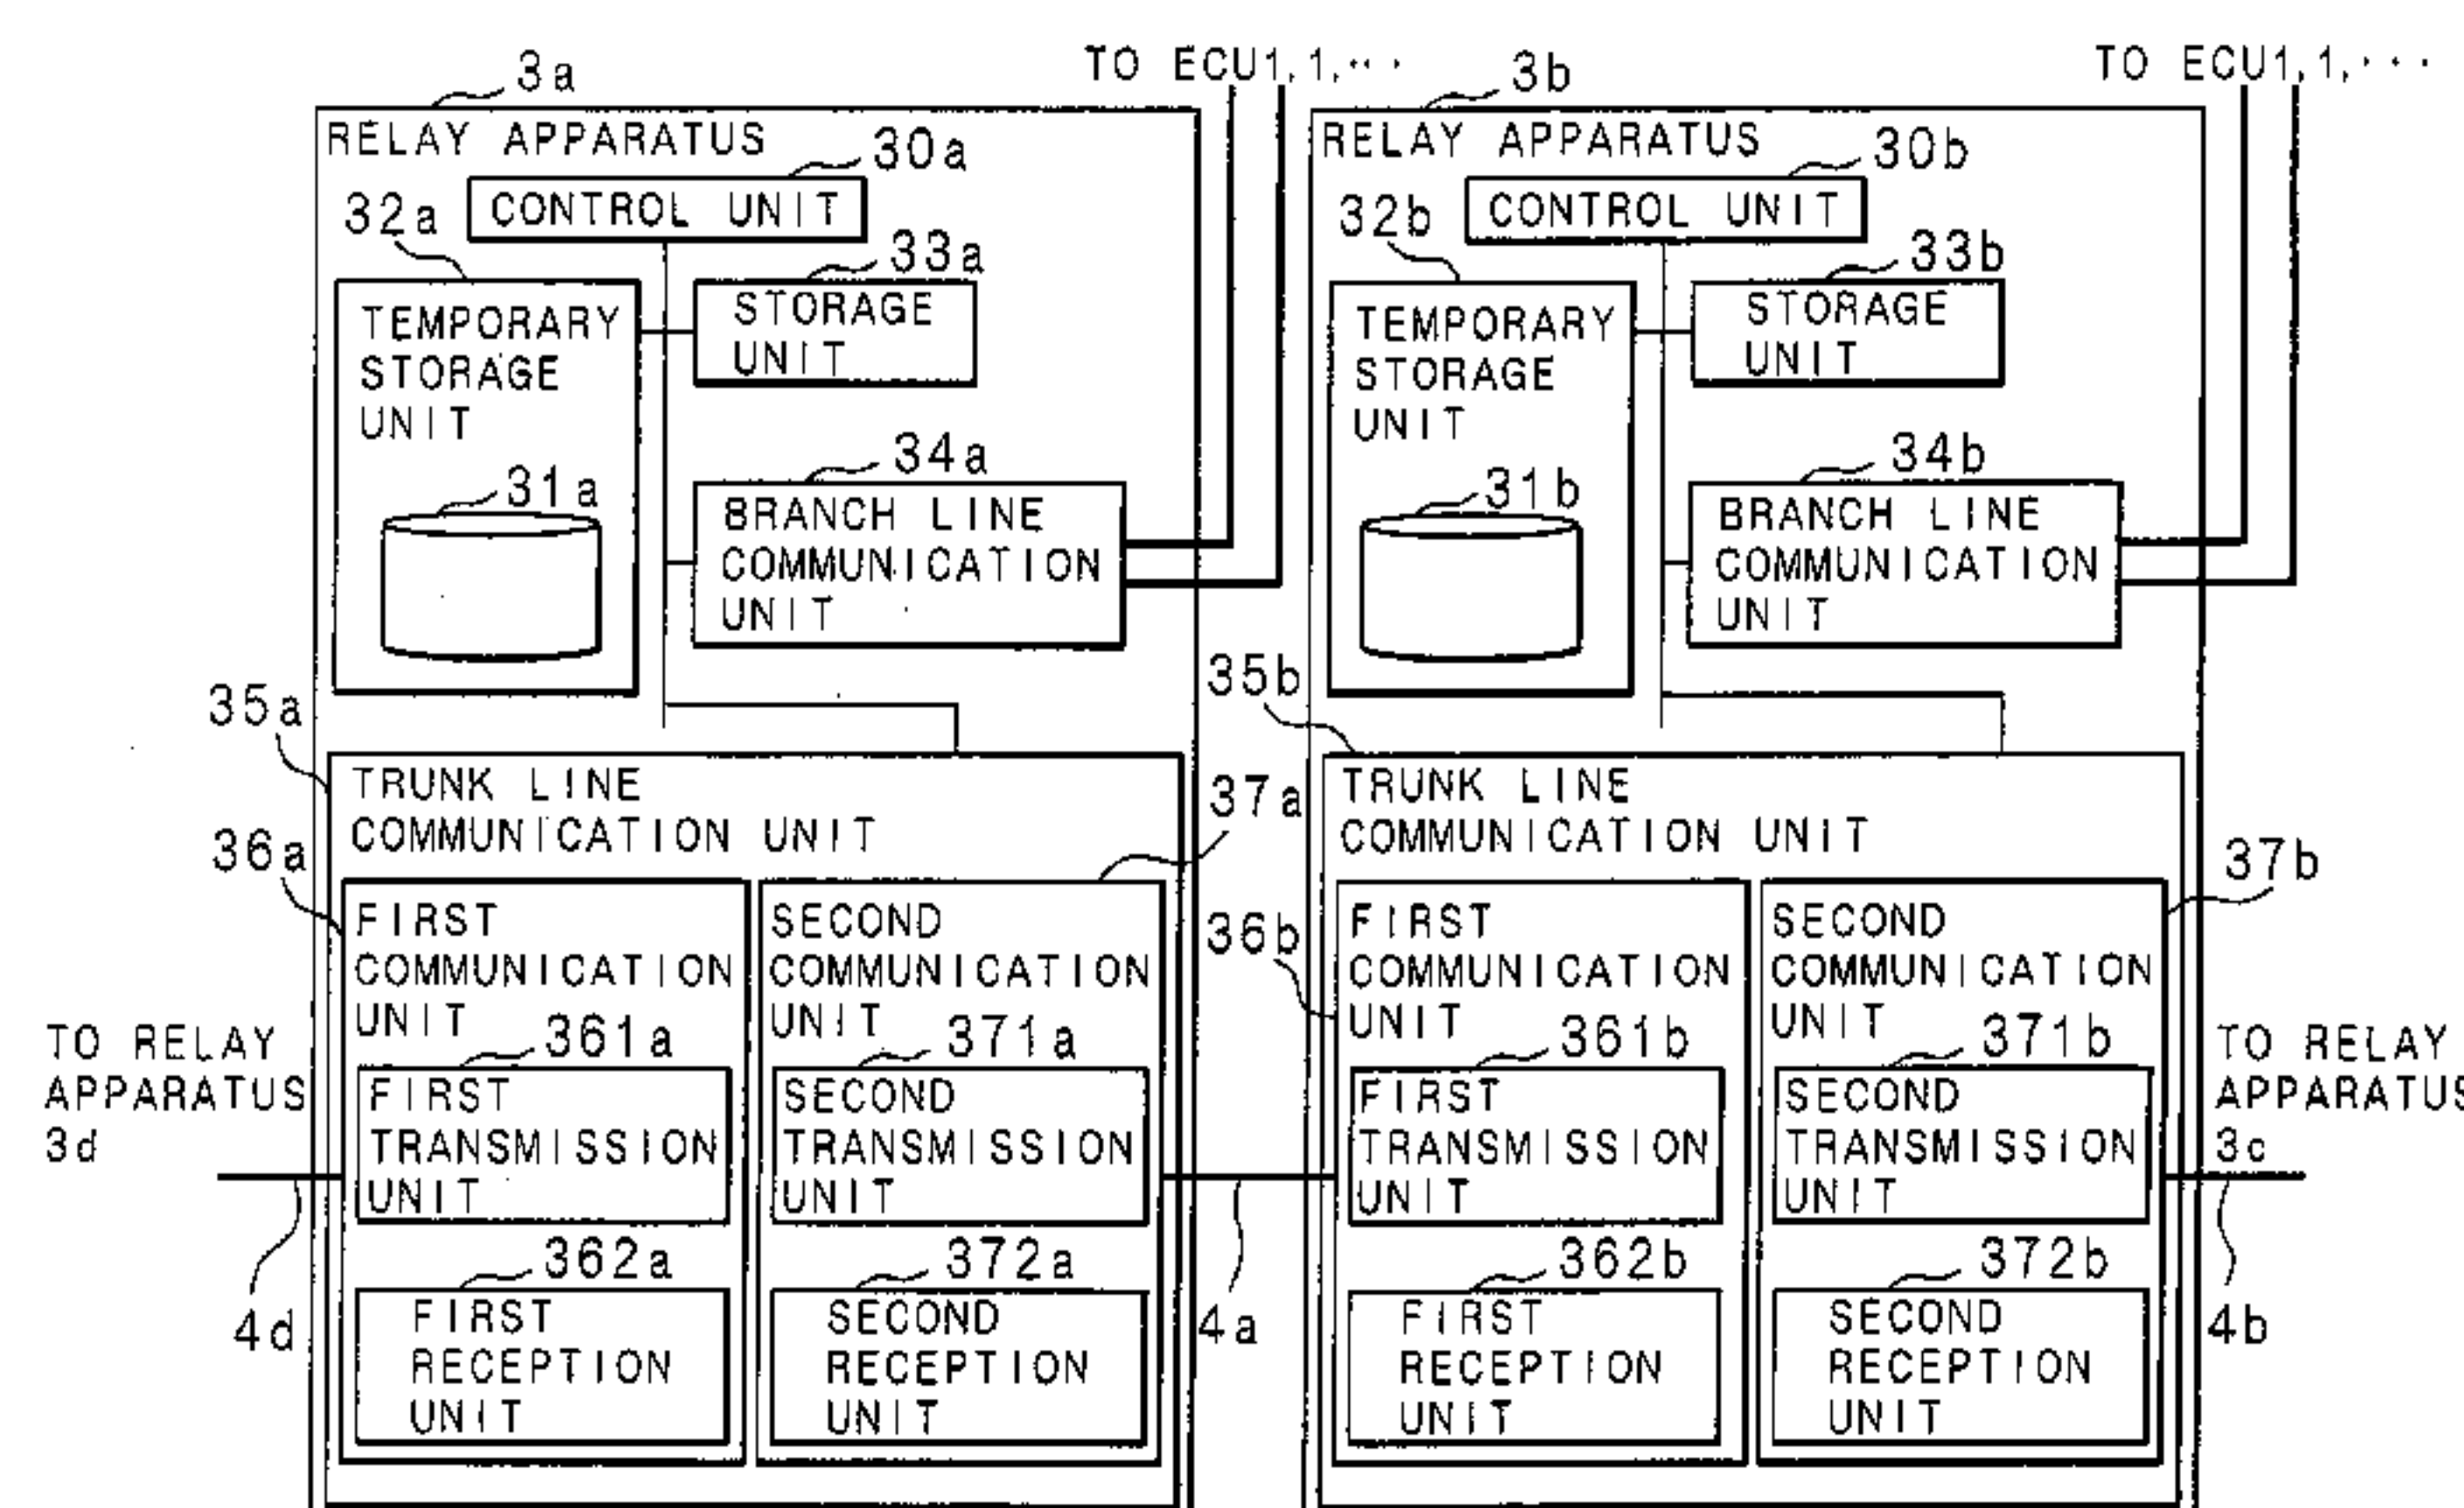 3a
TO ECU1,1,···
3b
TO ECU1,1,···
RELAY APPARATUS
30a
CONTROL UNIT
32a
33a
TEMPORARY
STORAGE
UNIT
STORAGE
UNIT
31a
34a
BRANCH LINE
COMMUNICATION
UNIT
RELAY APPARATUS
30b
CONTROL UNIT
32b
33b
TEMPORARY
STORAGE
UNIT
STORAGE
UNIT
31b
34b
BRANCH LINE
COMMUNICATION
UNIT
35a
TRUNK LINE
COMMUNICATION UNIT
36a
37a
FIRST
COMMUNICATION
UNIT
361a
FIRST
TRANSMISSION
UNIT
362a
FIRST
RECEPTION
UNIT
SECOND
COMMUNICATION
UNIT
371a
SECOND
TRANSMISSION
UNIT
372a
SECOND
RECEPTION
UNIT
TO RELAY
APPARATUS
3d
4d
4a
35b
TRUNK LINE
COMMUNICATION UNIT
36b
37b
FIRST
COMMUNICATION
UNIT
361b
FIRST
TRANSMISSION
UNIT
362b
FIRST
RECEPTION
UNIT
SECOND
COMMUNICATION
UNIT
371b
SECOND
TRANSMISSION
UNIT
372b
SECOND
RECEPTION
UNIT
TO RELAY
APPARATUS
3c
4b